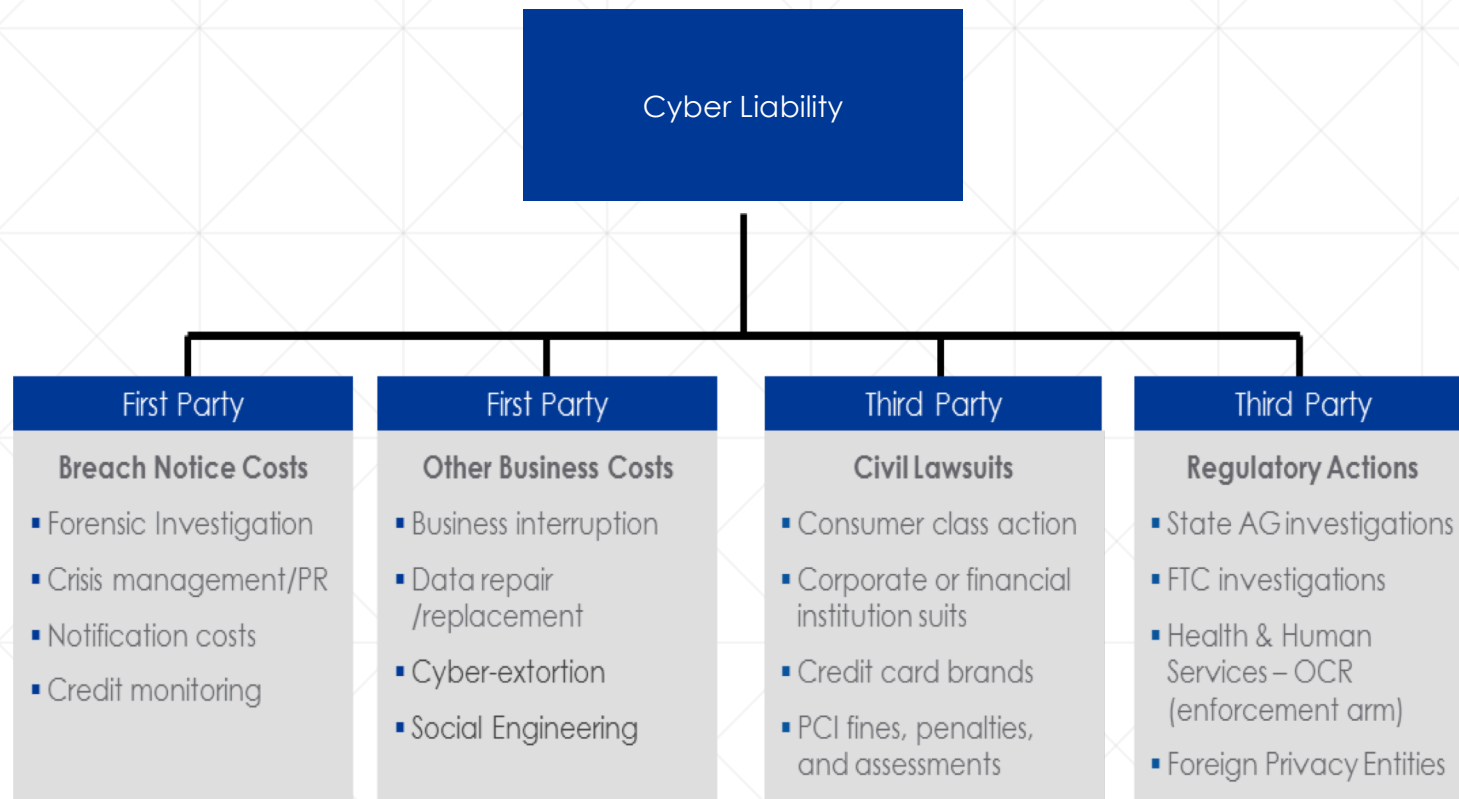 Cyber Liability
First Party
Breach Notice Costs
▪ Forensic Investigation
▪ Crisis management/PR
▪ Notification costs
▪ Credit monitoring
First Party
Other Business Costs
▪ Business interruption
▪ Data repair
/replacement
▪ Cyber-extortion
▪ Social Engineering
Third Party
Civil Lawsuits
▪ Consumer class action
▪ Corporate or financial
institution suits
▪ Credit card brands
▪ PCI fines, penalties,
and assessments
Third Party
Regulatory Actions
▪ State AG investigations
▪ FTC investigations
▪ Health & Human
Services – OCR
(enforcement arm)
▪ Foreign Privacy Entities